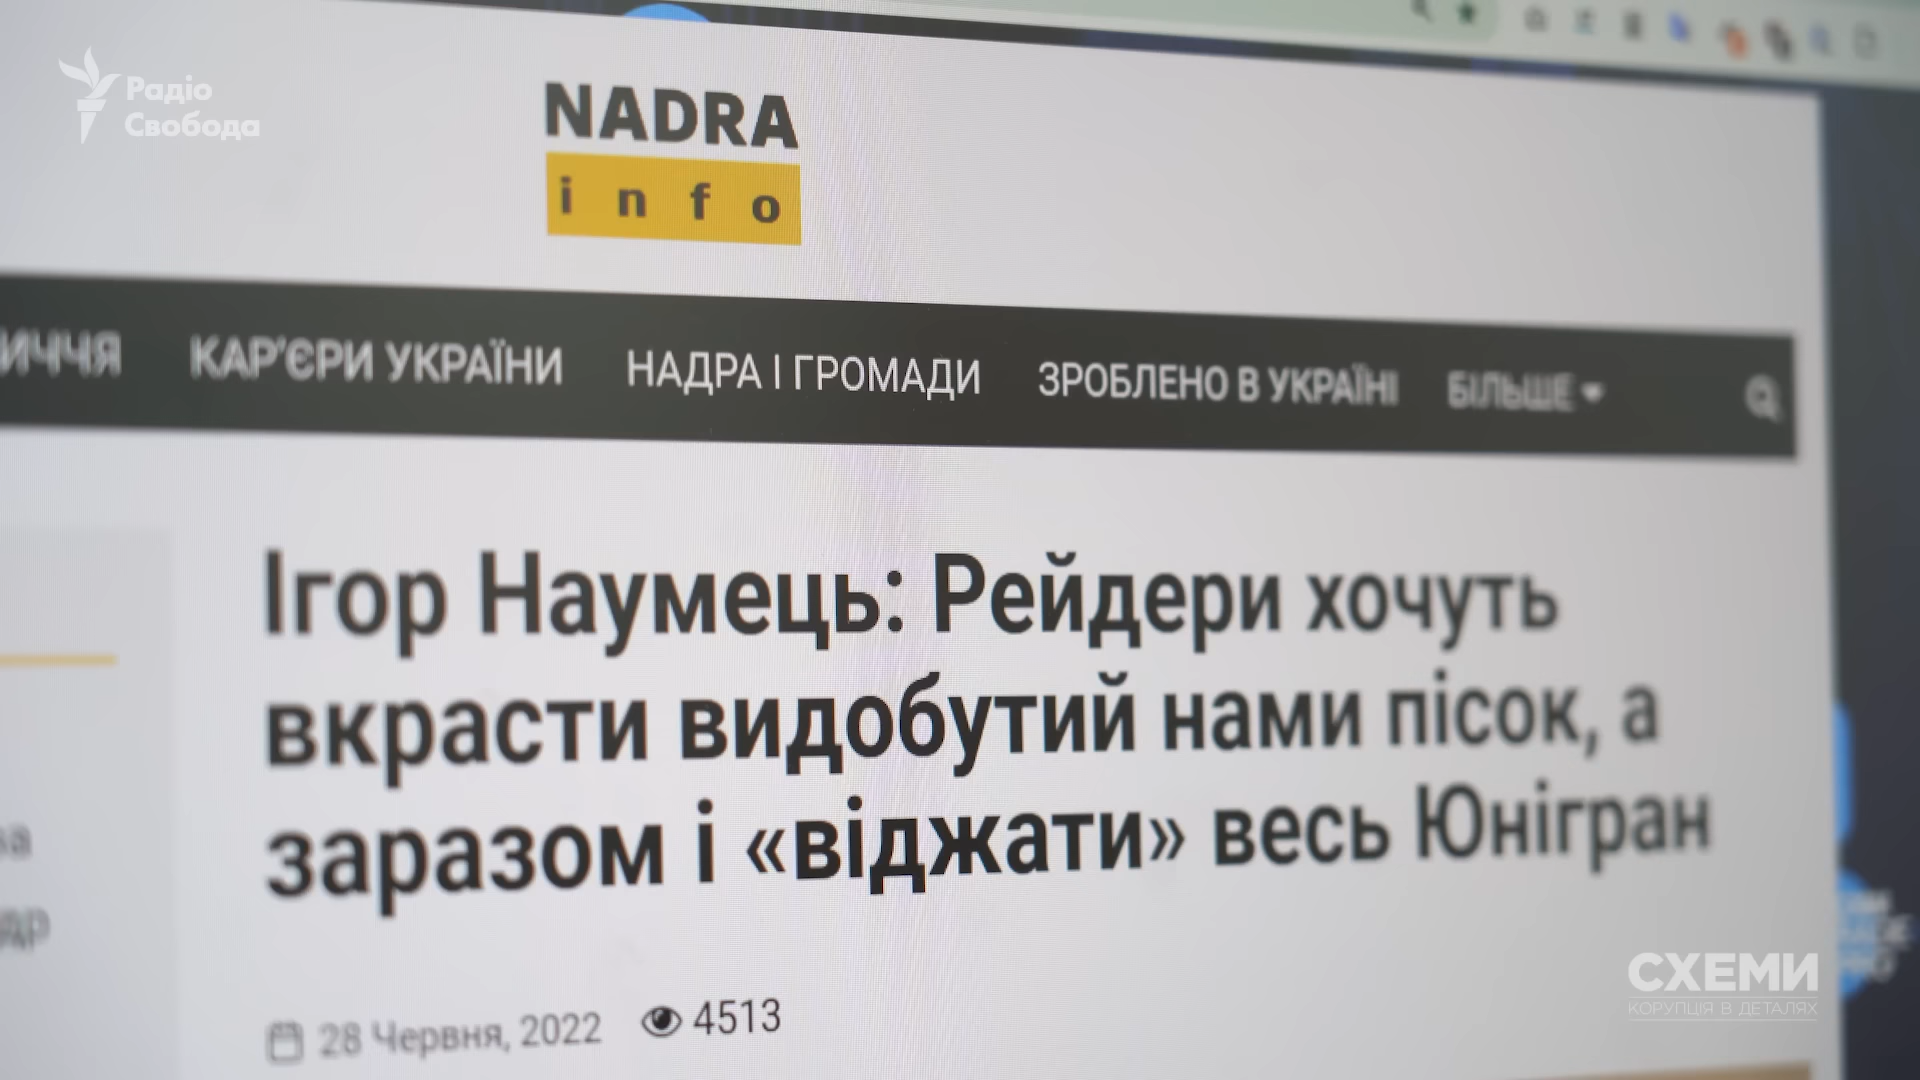 Радіо
Свобода
NADRA
info
КАР'ЄРИ УКРАЇНИ НАДРА І ГРОМАДИ ЗРОБЛЕНО В УКРАЇНІ БІЛЬШЕ
Ігор Наумець: Рейдери хочуть
вкрасти видобутий нами пісок, а
заразом і «віджати» весь Юнігран
28 Червня, 2022 4513
СХЕМИ
КОРУПЦІЯ В ДЕТАЛЯХ